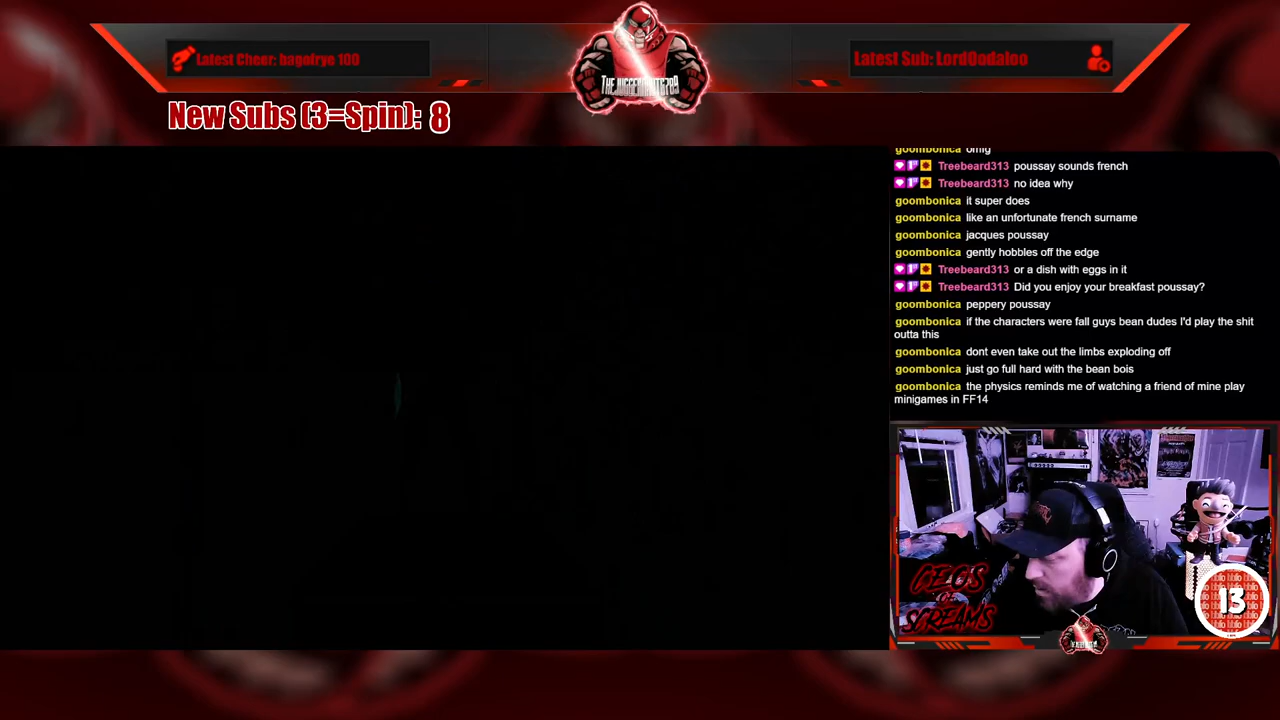 Latest Cheer: bagofrye 100
THEJUGGERNAUT6789
Latest Sub: LordOodaloo
New Subs (3=Spin): 8
goombonica omg
Treebeard313 poussay sounds french
Treebeard313 no idea why
goombonica it super does
goombonica like an unfortunate french surname
goombonica jacques poussay
goombonica gently hobbles off the edge
Treebeard313 or a dish with eggs in it
Treebeard313 Did you enjoy your breakfast poussay?
goombonica peppery poussay
goombonica if the characters were fall guys bean dudes I'd play the shit
outta this
goombonica dont even take out the limbs exploding off
goombonica just go full hard with the bean bois
goombonica the physics reminds me of watching a friend of mine play
minigames in FF14
SCREAMS
13